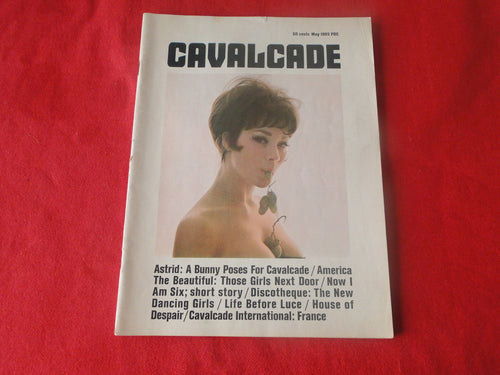 50 cents May 1965 PDC
CAVALCADE
Astrid: A Bunny Poses For Cavalcade / America
The Beautiful: Those Girls Next Door / Now I
Am Six; short story / Discotheque: The New
Dancing Girls / Life Before Luce / House of
Despair / Cavalcade International: France